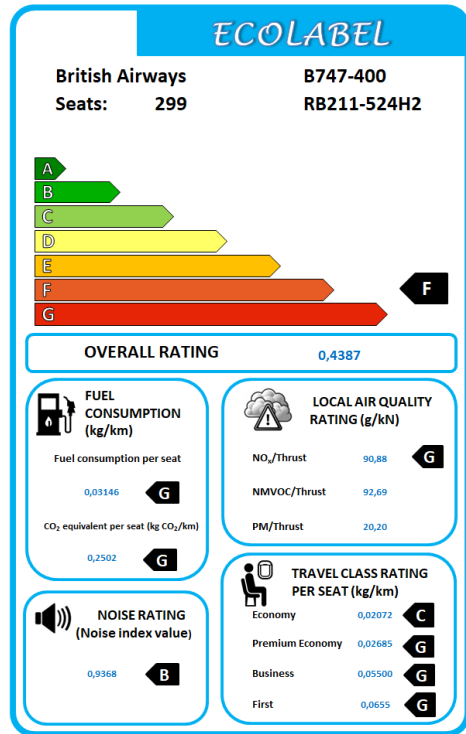 ECOLABEL
British Airways B747-400
Seats: 299 RB211-524H2
A
B
C
D
E
F F
G
OVERALL RATING 0,4387
FUEL
CONSUMPTION
(kg/km)
Fuel consumption per seat
0,03146 G
CO₂ equivalent per seat (kg CO₂/km)
0,2502 G
NOISE RATING
(Noise index value)
0,9368 B
LOCAL AIR QUALITY
RATING (g/kN)
NOₓ/Thrust 90,88 G
NMVOC/Thrust 92,69
PM/Thrust 20,20
TRAVEL CLASS RATING
PER SEAT (kg/km)
Economy 0,02072 C
Premium Economy 0,02685 G
Business 0,05500 G
First 0,0655 G